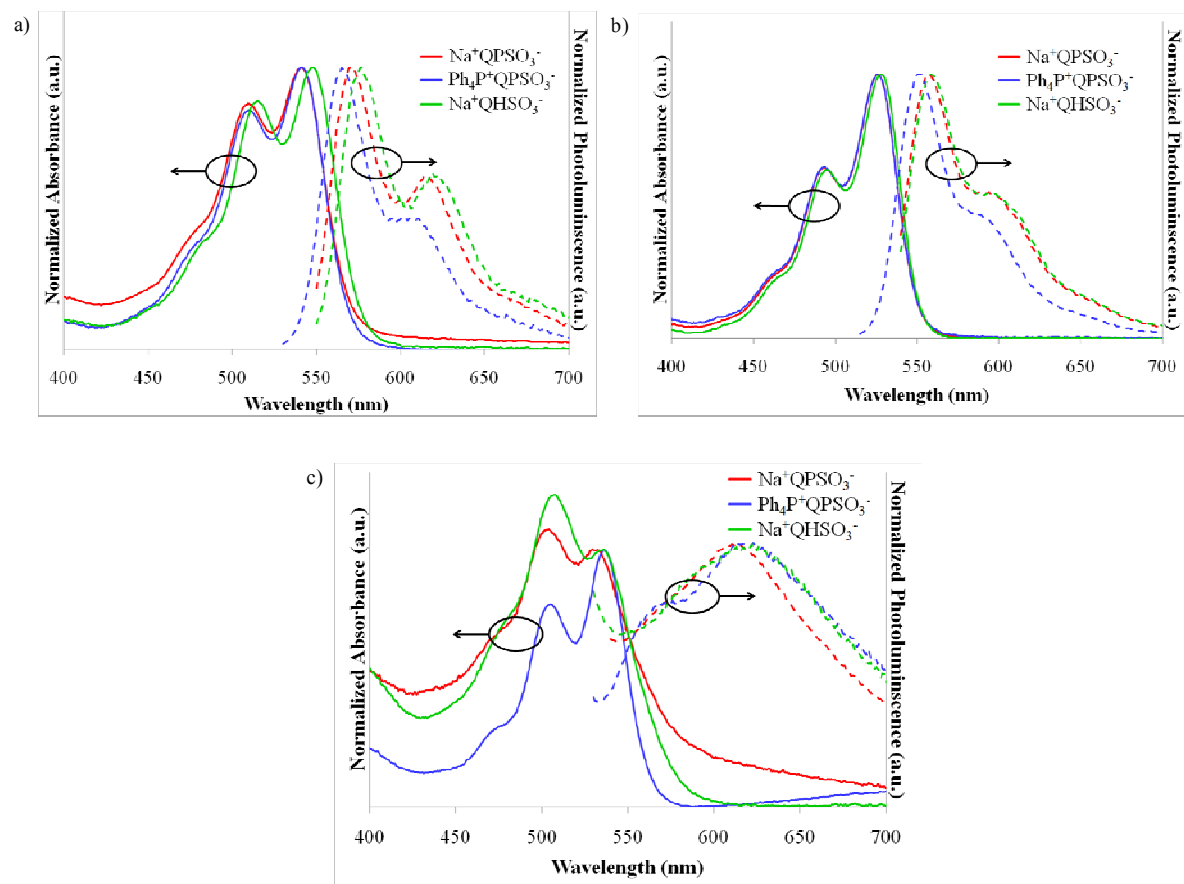 a)
Normalized Absorbance (a.u.)
Na⁺QPSO₃⁻
Ph₄P⁺QPSO₃⁻
Na⁺QHSO₃⁻
Normalized Photoluminscence (a.u.)
400 450 500 550 600 650 700
Wavelength (nm)
b)
Normalized Absorbance (a.u.)
Na⁺QPSO₃⁻
Ph₄P⁺QPSO₃⁻
Na⁺QHSO₃⁻
Normalized Photoluminescence (a.u.)
400 450 500 550 600 650 700
Wavelength (nm)
c)
Normalized Absorbance (a.u.)
Na⁺QPSO₃⁻
Ph₄P⁺QPSO₃⁻
Na⁺QHSO₃⁻
Normalized Photoluminscence (a.u.)
400 450 500 550 600 650 700
Wavelength (nm)